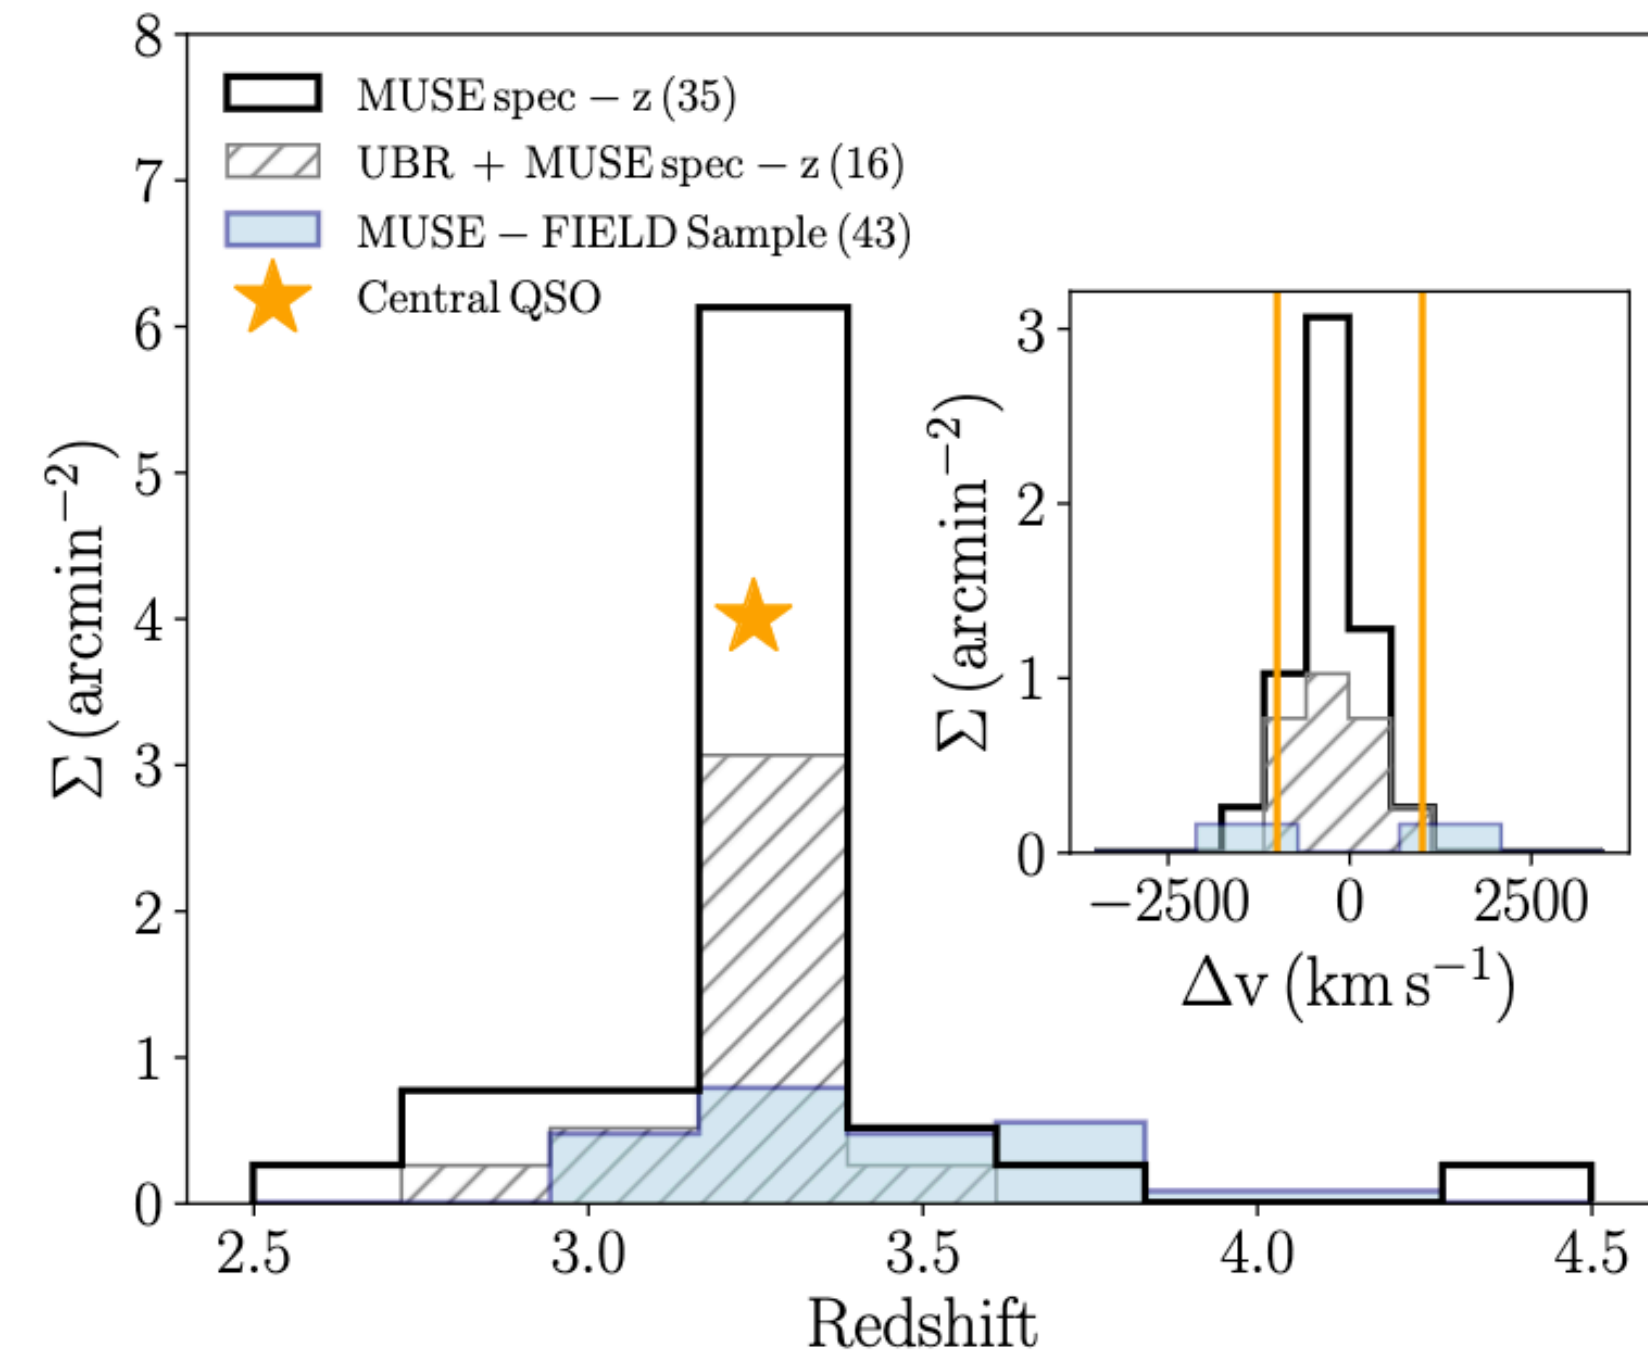 8
7
6
5
4
3
2
1
0
Σ (arcmin⁻²)
MUSE spec − z (35)
UBR + MUSE spec − z (16)
MUSE − FIELD Sample (43)
Central QSO
3
2
1
0
Σ (arcmin⁻²)
−2500 0 2500
Δv (km s⁻¹)
2.5 3.0 3.5 4.0 4.5
Redshift